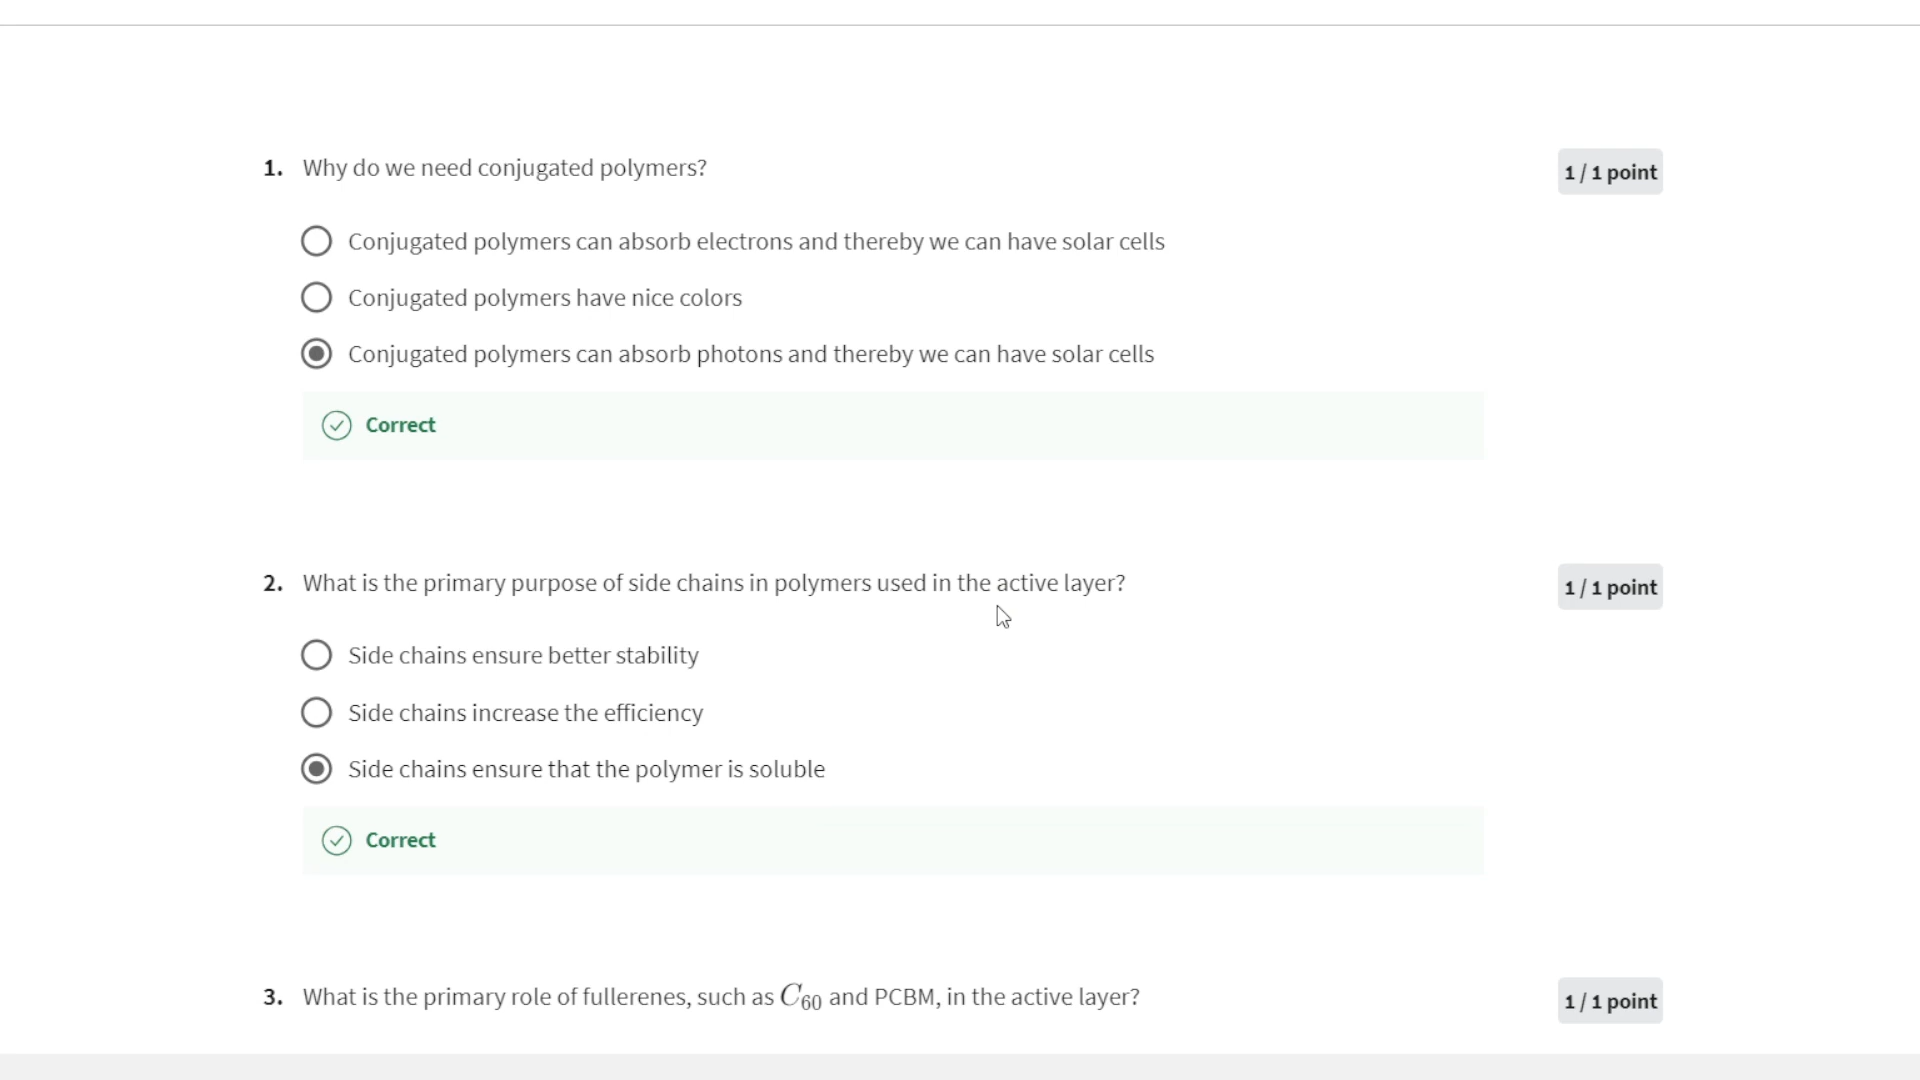 1. Why do we need conjugated polymers?
1 / 1 point
Conjugated polymers can absorb electrons and thereby we can have solar cells
Conjugated polymers have nice colors
Conjugated polymers can absorb photons and thereby we can have solar cells
Correct
2. What is the primary purpose of side chains in polymers used in the active layer?
1 / 1 point
Side chains ensure better stability
Side chains increase the efficiency
Side chains ensure that the polymer is soluble
Correct
3. What is the primary role of fullerenes, such as C60 and PCBM, in the active layer?
1 / 1 point